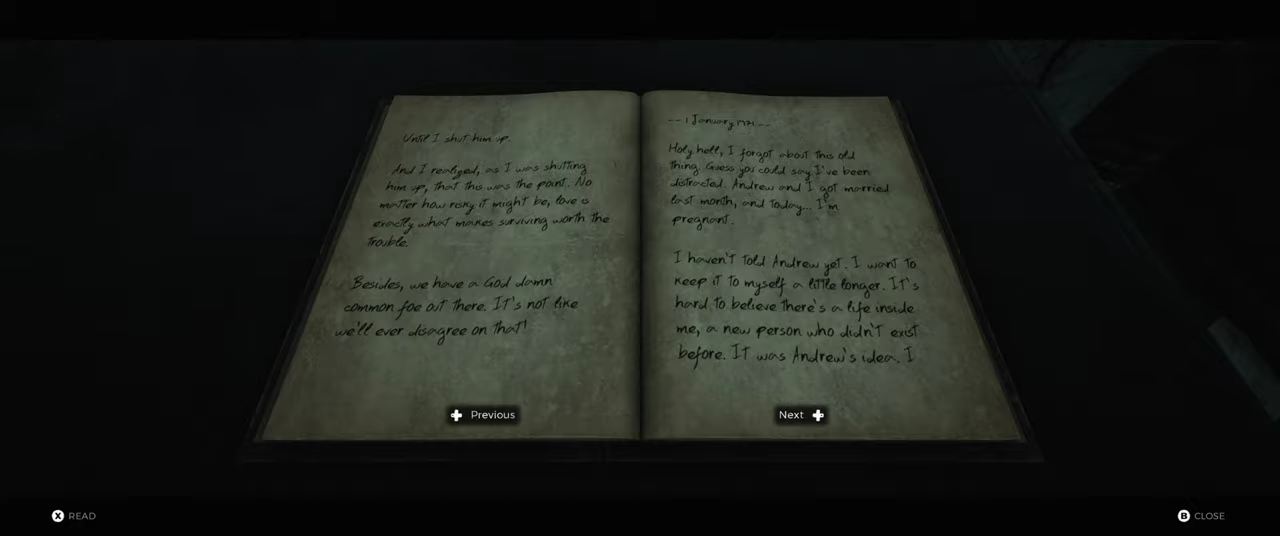 Until I shut him up.
And I realized, as I was shutting
him up, that this was the point. No
matter how risky it might be, love is
exactly what makes surviving worth the
trouble.
Besides, we have a God damn
common foe out there. It's not like
we'll ever disagree on that!
Previous
--- 1 January ---
Holy hell, I forgot about this old
thing. Guess you could say I've been
distracted. Andrew and I got married
last month, and today... I'm
pregnant.
I haven't told Andrew yet. I want to
keep it to myself a little longer. It's
hard to believe there's a life inside
me, a new person who didn't exist
before. It was Andrew's idea. I
Next
X READ
B CLOSE